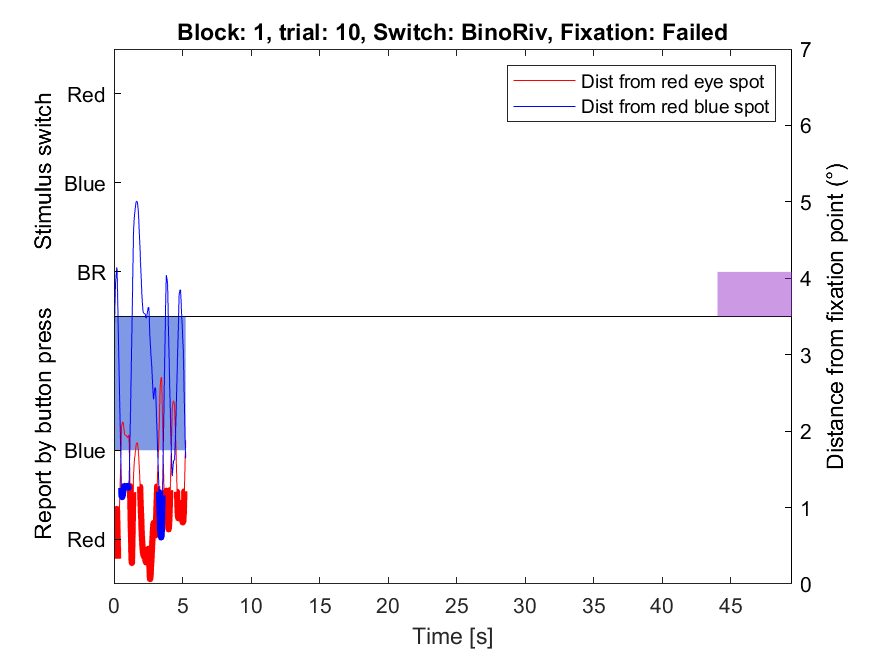 Block: 1, trial: 10, Switch: BinoRiv, Fixation: Failed
Dist from red eye spot
Dist from red blue spot
Stimulus switch
Red
Blue
BR
Report by button press
Blue
Red
7
6
5
4
3
2
1
0
Distance from fixation point (°)
0 5 10 15 20 25 30 35 40 45
Time [s]